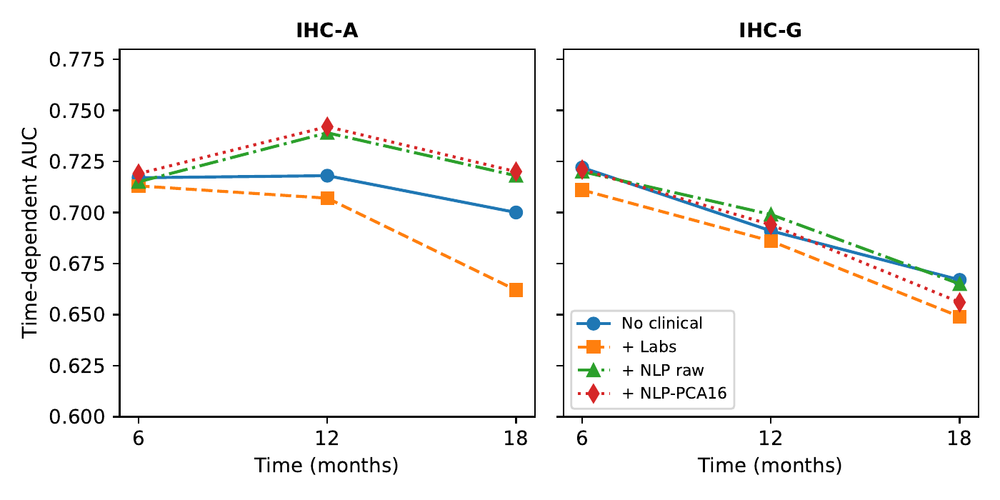 IHC-A
IHC-G
Time-dependent AUC
0.775
0.750
0.725
0.700
0.675
0.650
0.625
0.600
6
12
18
Time (months)
No clinical
+ Labs
+ NLP raw
+ NLP-PCA16
6
12
18
Time (months)